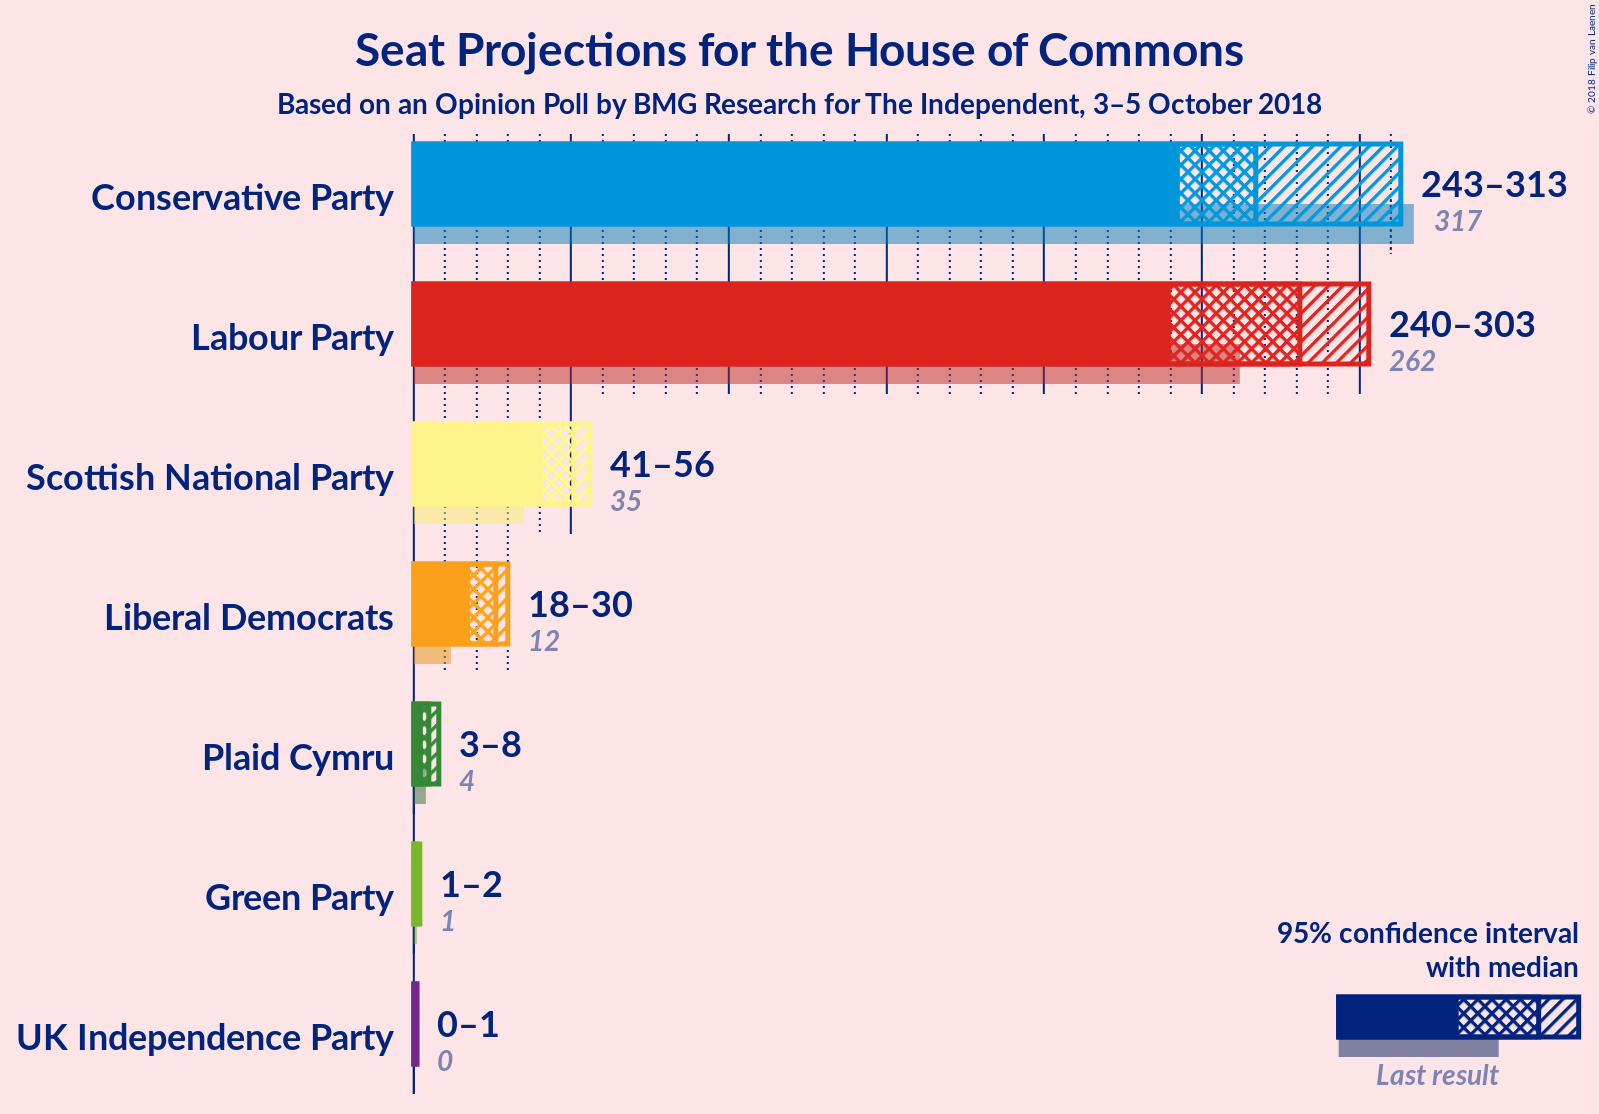 Seat Projections for the House of Commons
Based on an Opinion Poll by BMG Research for The Independent, 3–5 October 2018
© 2018 Filip van Laenen
Conservative Party
243–313
317
Labour Party
240–303
262
Scottish National Party
41–56
35
Liberal Democrats
18–30
12
Plaid Cymru
3–8
4
Green Party
1–2
1
UK Independence Party
0–1
0
95% confidence interval
with median
Last result